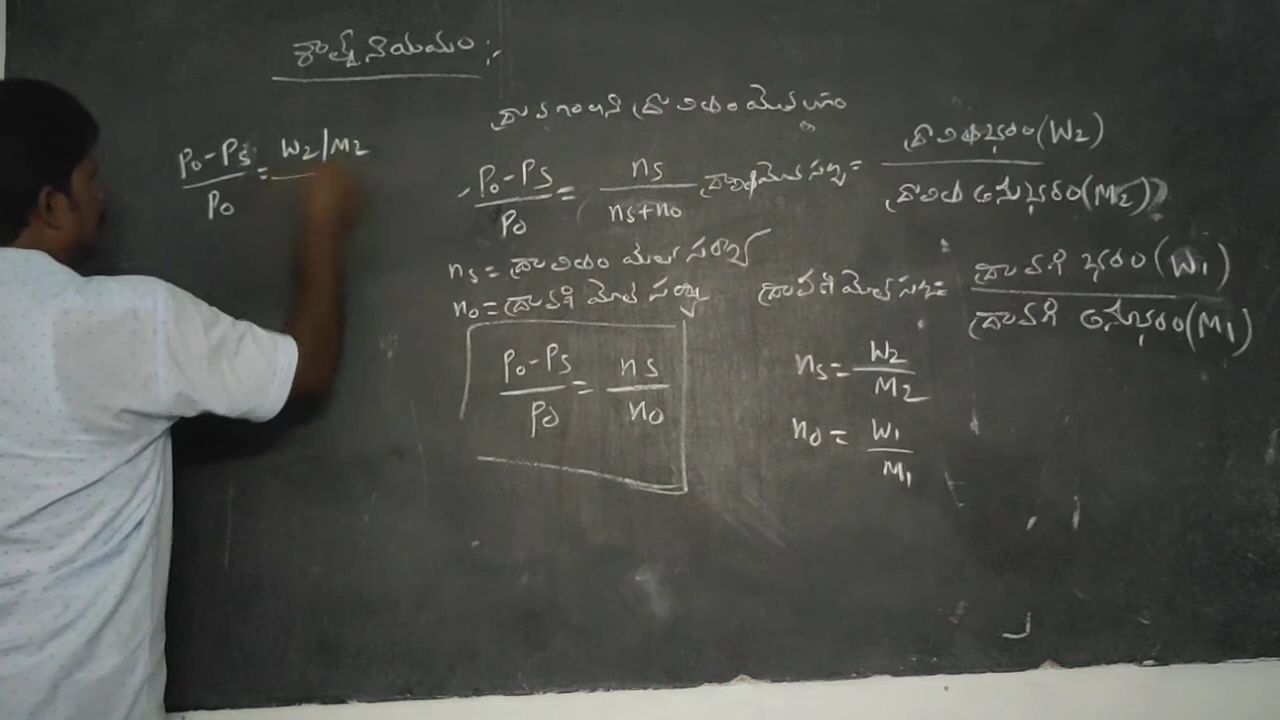 రౌల్ట్ నియమం :-
P₀-Ps/P₀ = W₂/M₂
P₀-Ps/P₀ = ns/ns+n₀
ns = ద్రావితం మోల సంఖ్య
n₀ = ద్రావణి మోల సంఖ్య
P₀-Ps/P₀ = ns/n₀
ద్రావిత మోల సంఖ్య = ద్రావిత భారం (W₂)/ద్రావిత అణుభారం (M₂)
ద్రావణి మోల సంఖ్య = ద్రావణి భారం (W₁)/ద్రావణి అణుభారం (M₁)
ns = W₂/M₂
n₀ = W₁/M₁